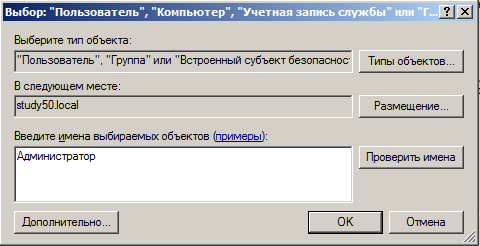 Выбор: "Пользователь", "Компьютер", "Учетная запись службы" или "Г...
Выберите тип объекта:
"Пользователь", "Группа" или "Встроенный субъект безопасност
Типы объектов...
В следующем месте:
study50.local
Размещение...
Введите имена выбираемых объектов (примеры):
Администратор
Проверить имена
Дополнительно...
OK
Отмена